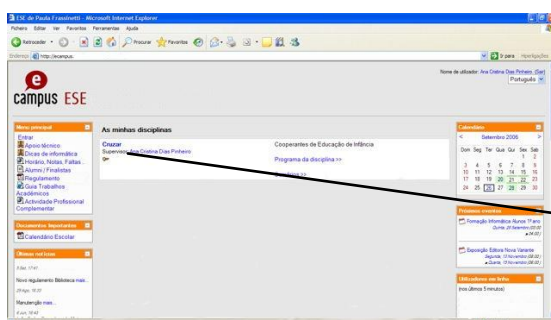 ESE de Paula Frassinetti - Microsoft Internet Explorer
Ficheiro Editar Ver Favoritos Ferramentas Ajuda
Retroceder Procurar Favoritos
Endereço http://ecampus.
Ir para
Nome de utilizador: Ana Cristina Dias Pinheiro. (Sair)
Português
e
campus ESE
Menu principal
Entrar
Apoio técnico
Dicas de informática
Horário, Notas, Faltas...
Alumni / Finalistas
Regulamento
Guia Trabalhos
Académicos
Actividade Profissional
Complementar
Documentos Importantes
Calendário Escolar
Últimas notícias
Novo regulamento Biblioteca mais...
Manutenção mais...
As minhas disciplinas
Cruzar
Supervisor: Ana Cristina Dias Pinheiro
Cooperantes de Educação de Infância
Programa da disciplina >>
Calendário
< Setembro 2006 >
Dom Seg Ter Qua Qui Sex Sáb
1 2
3 4 5 6 7 8 9
10 11 12 13 14 15 16
17 18 19 20 21 22 23
24 25 26 27 28 29 30
Próximos eventos
Formação Informática Alunos 1º ano
Exposição Editora Nova Variante
Utilizadores em linha
(nos últimos 5 minutos)